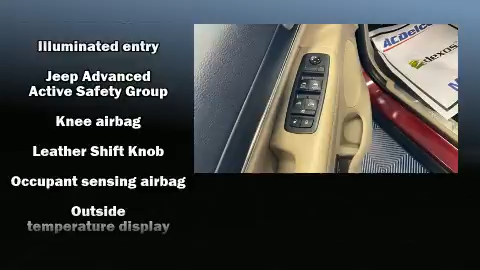 Illuminated entry
Jeep Advanced
Active Safety Group
Knee airbag
Leather Shift Knob
Occupant sensing airbag
Outside
temperature display
ACDelco
dexos